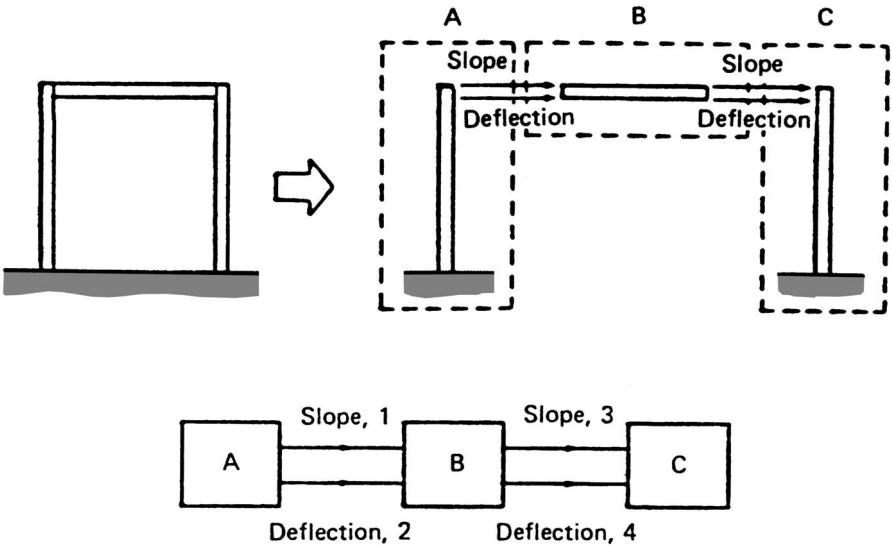 A
B
C
Slope
Slope
Deflection
Deflection
Slope, 1
Slope, 3
A
B
C
Deflection, 2
Deflection, 4